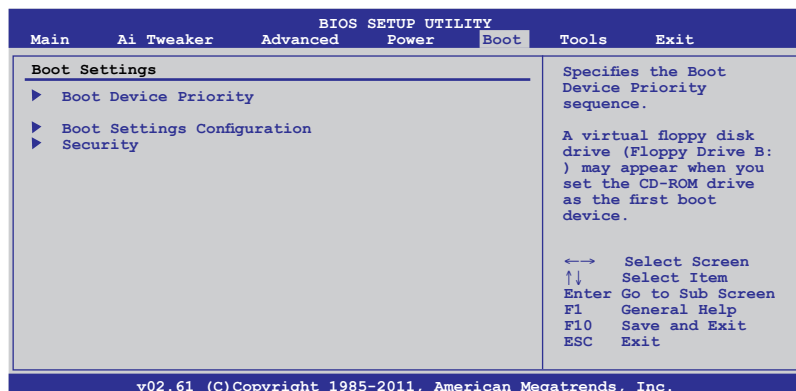 BIOS SETUP UTILITY
Main Ai Tweaker Advanced Power Boot Tools Exit
Boot Settings
Boot Device Priority
Boot Settings Configuration
Security
Specifies the Boot
Device Priority
sequence.
A virtual floppy disk
drive (Floppy Drive B:
) may appear when you
set the CD-ROM drive
as the first boot
device.
←→ Select Screen
↑↓ Select Item
Enter Go to Sub Screen
F1 General Help
F10 Save and Exit
ESC Exit
v02.61 (C)Copyright 1985-2011, American Megatrends, Inc.